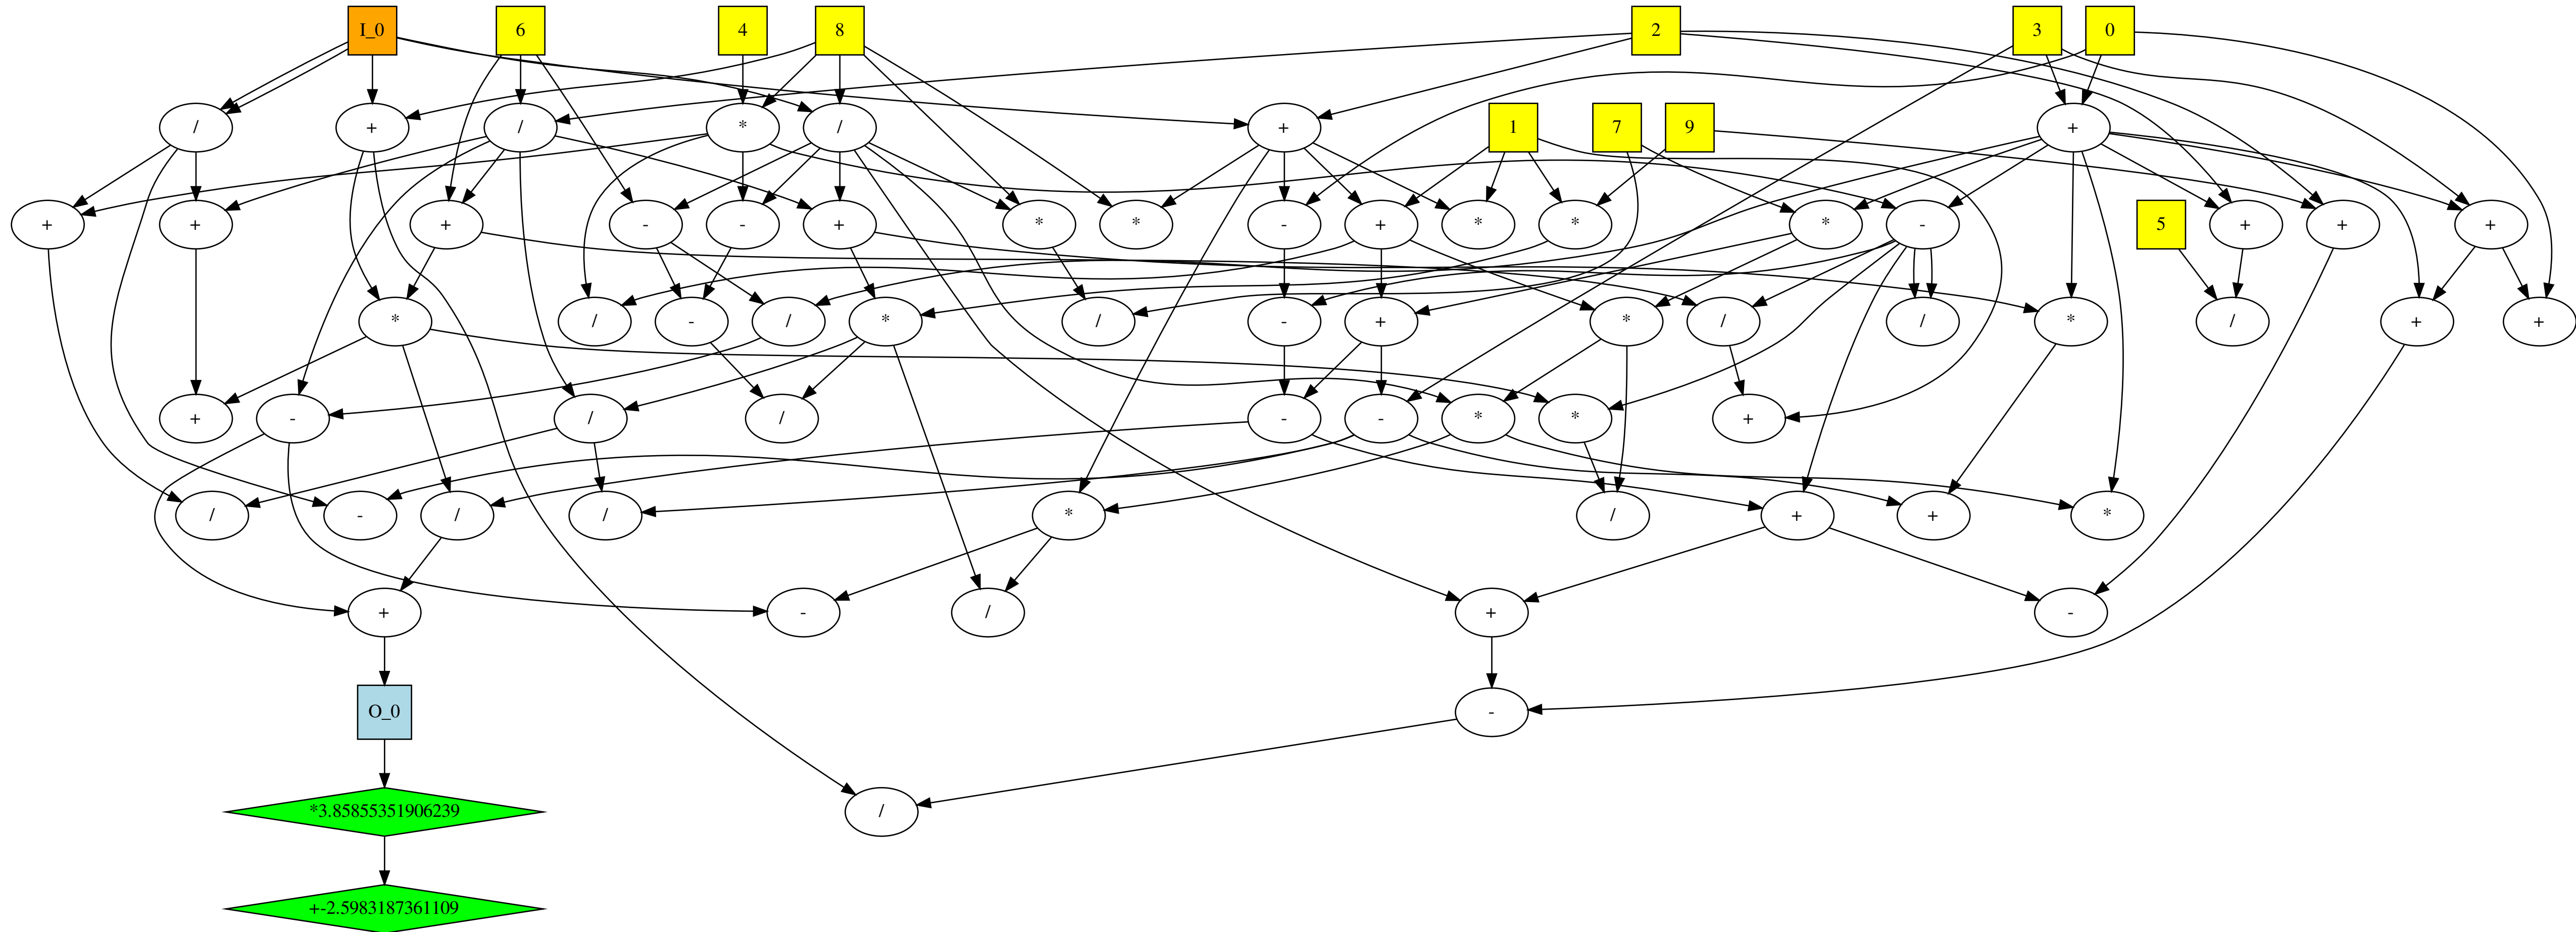 I_0 6 4 8 2 3 0
/ + / * / + 1 7 9 +
+ + + - - + * * - + * * * - 5 + + +
* / - / * / - + * / / * / + +
+ - / / - - * * +
/ - / / * / + + *
+ - / + -
O_0 -
*3.85855351906239 /
+-2.5983187361109